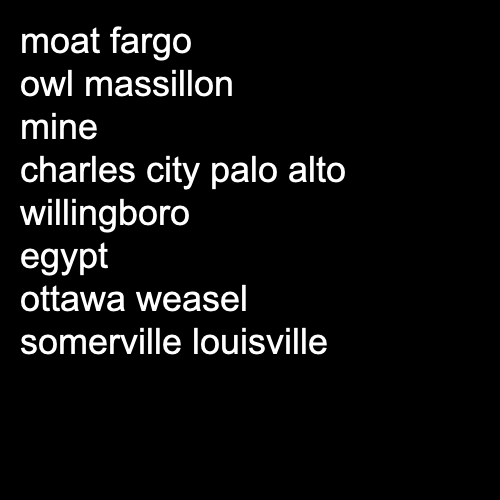 moat fargo
owl massillon
mine
charles city palo alto
willingboro
egypt
ottawa weasel
somerville louisville